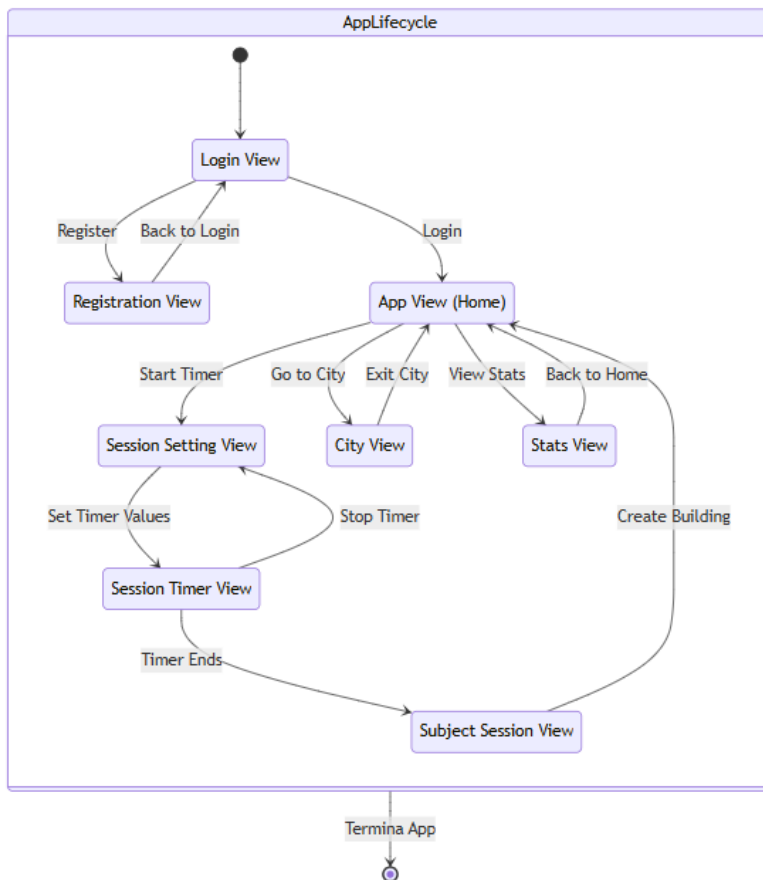 AppLifecycle
Login View
Register
Back to Login
Login
Registration View
App View (Home)
Start Timer
Go to City
Exit City
View Stats
Back to Home
Session Setting View
City View
Stats View
Set Timer Values
Stop Timer
Create Building
Session Timer View
Timer Ends
Subject Session View
Termina App